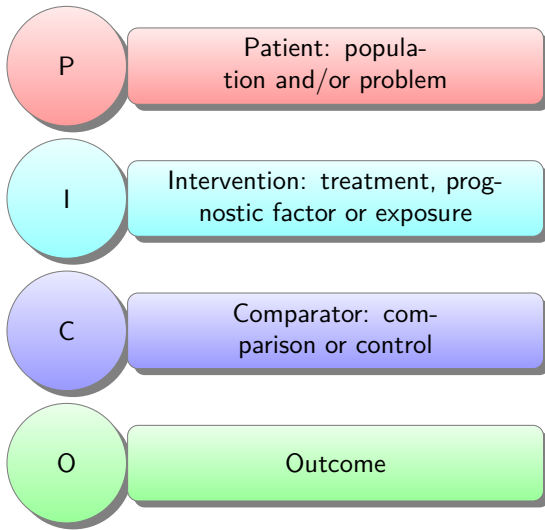 P
Patient: popula-
tion and/or problem
I
Intervention: treatment, prog-
nostic factor or exposure
C
Comparator: com-
parison or control
O
Outcome